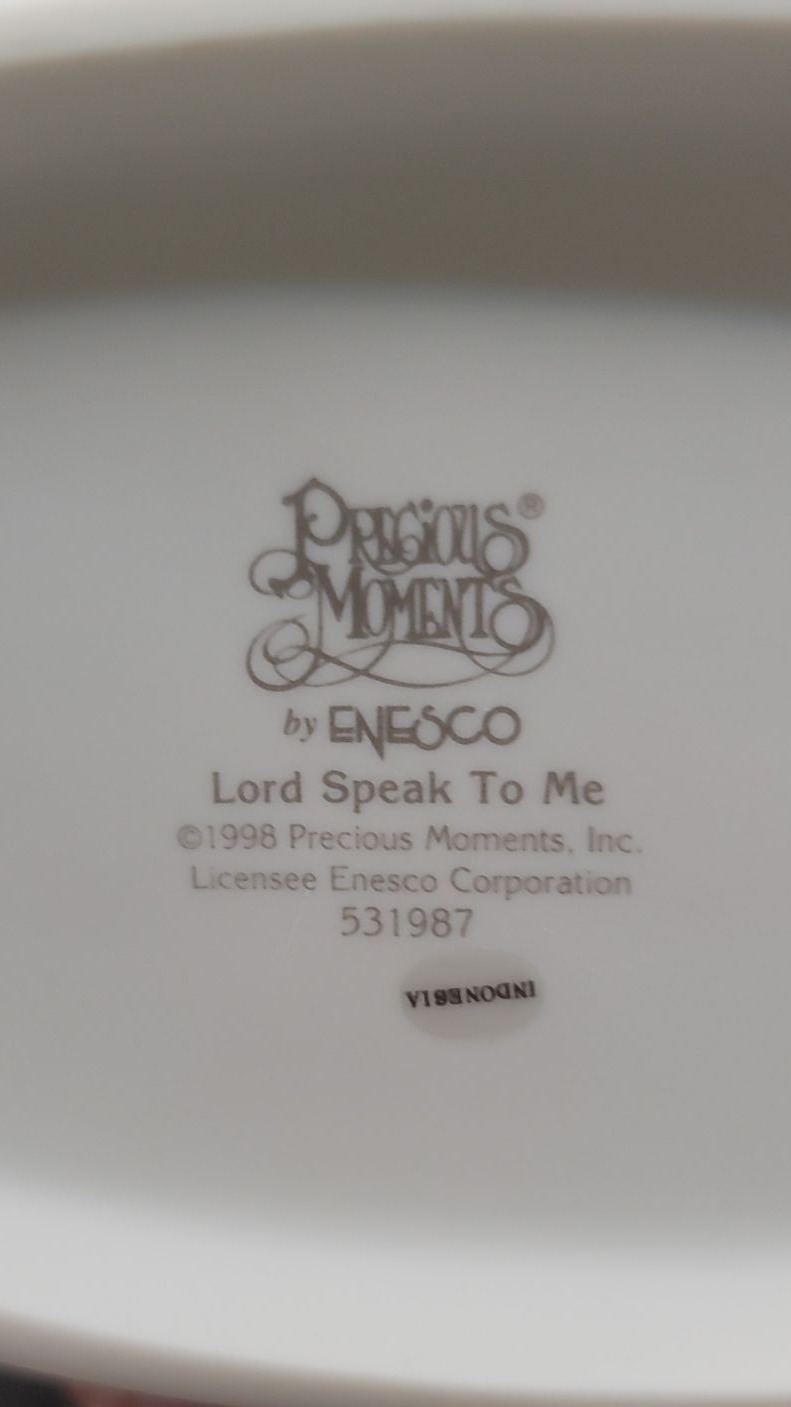 PRECIOUS®
MOMENTS
by ENESCO
Lord Speak To Me
©1998 Precious Moments, Inc.
Licensee Enesco Corporation
531987
INDONESIA